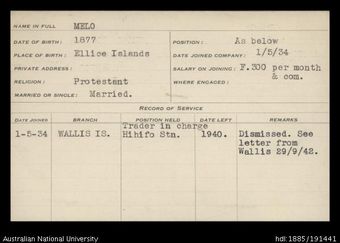 NAME IN FULL MELO
DATE OF BIRTH: 1877 POSITION: As below
PLACE OF BIRTH: Ellice Islands DATE JOINED COMPANY: 1/5/34
PRIVATE ADDRESS: SALARY ON JOINING: F.300 per month & com.
RELIGION: Protestant WHERE ENGAGED:
MARRIED OR SINGLE: Married.
RECORD OF SERVICE
DATE JOINED BRANCH POSITION HELD DATE LEFT REMARKS
1-5-34 WALLIS IS. Trader in charge Hihifo Stn. 1940. Dismissed. See letter from Wallis 29/9/42.
Australian National University
hdl:1885/191441